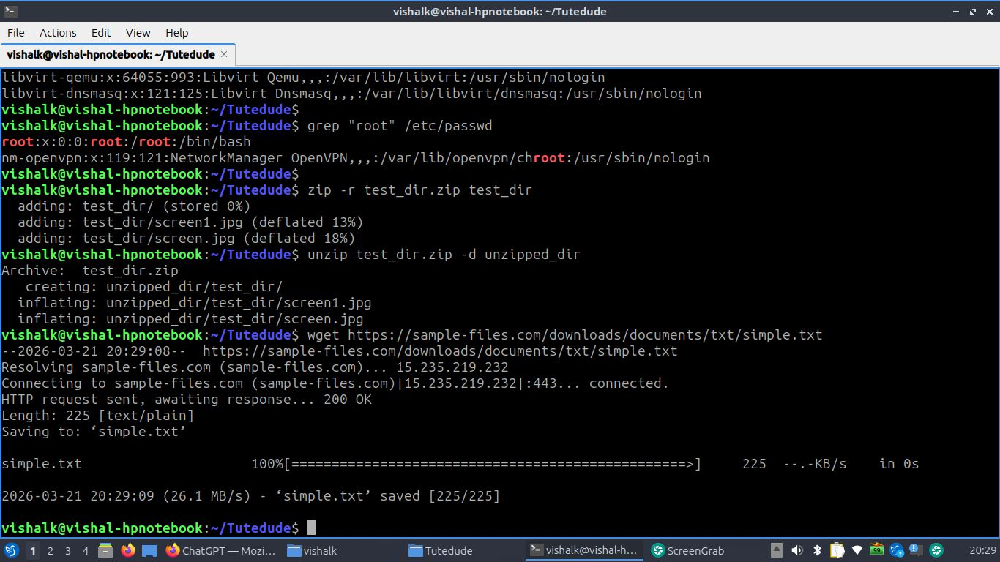 vishalk@vishal-hpnotebook: ~/Tutedude
File Actions Edit View Help
vishalk@vishal-hpnotebook: ~/Tutedude
libvirt-qemu:x:64055:993:Libvirt Qemu,,,:/var/lib/libvirt:/usr/sbin/nologin
libvirt-dnsmasq:x:121:125:Libvirt Dnsmasq,,,:/var/lib/libvirt/dnsmasq:/usr/sbin/nologin
vishalk@vishal-hpnotebook:~/Tutedude$
vishalk@vishal-hpnotebook:~/Tutedude$ grep "root" /etc/passwd
root:x:0:0:root:/root:/bin/bash
nm-openvpn:x:119:121:NetworkManager OpenVPN,,,:/var/lib/openvpn/chroot:/usr/sbin/nologin
vishalk@vishal-hpnotebook:~/Tutedude$
vishalk@vishal-hpnotebook:~/Tutedude$ zip -r test_dir.zip test_dir
  adding: test_dir/ (stored 0%)
  adding: test_dir/screen1.jpg (deflated 13%)
  adding: test_dir/screen.jpg (deflated 18%)
vishalk@vishal-hpnotebook:~/Tutedude$ unzip test_dir.zip -d unzipped_dir
Archive:  test_dir.zip
   creating: unzipped_dir/test_dir/
  inflating: unzipped_dir/test_dir/screen1.jpg
  inflating: unzipped_dir/test_dir/screen.jpg
vishalk@vishal-hpnotebook:~/Tutedude$ wget https://sample-files.com/downloads/documents/txt/simple.txt
--2026-03-21 20:29:08--  https://sample-files.com/downloads/documents/txt/simple.txt
Resolving sample-files.com (sample-files.com)... 15.235.219.232
Connecting to sample-files.com (sample-files.com)|15.235.219.232|:443... connected.
HTTP request sent, awaiting response... 200 OK
Length: 225 [text/plain]
Saving to: ‘simple.txt’
simple.txt 100%[=================================================>] 225 --.-KB/s in 0s
2026-03-21 20:29:09 (26.1 MB/s) - ‘simple.txt’ saved [225/225]
vishalk@vishal-hpnotebook:~/Tutedude$
1 2 3 4 ChatGPT — Mozi... vishalk Tutedude vishalk@vishal-h... ScreenGrab 99 20:29